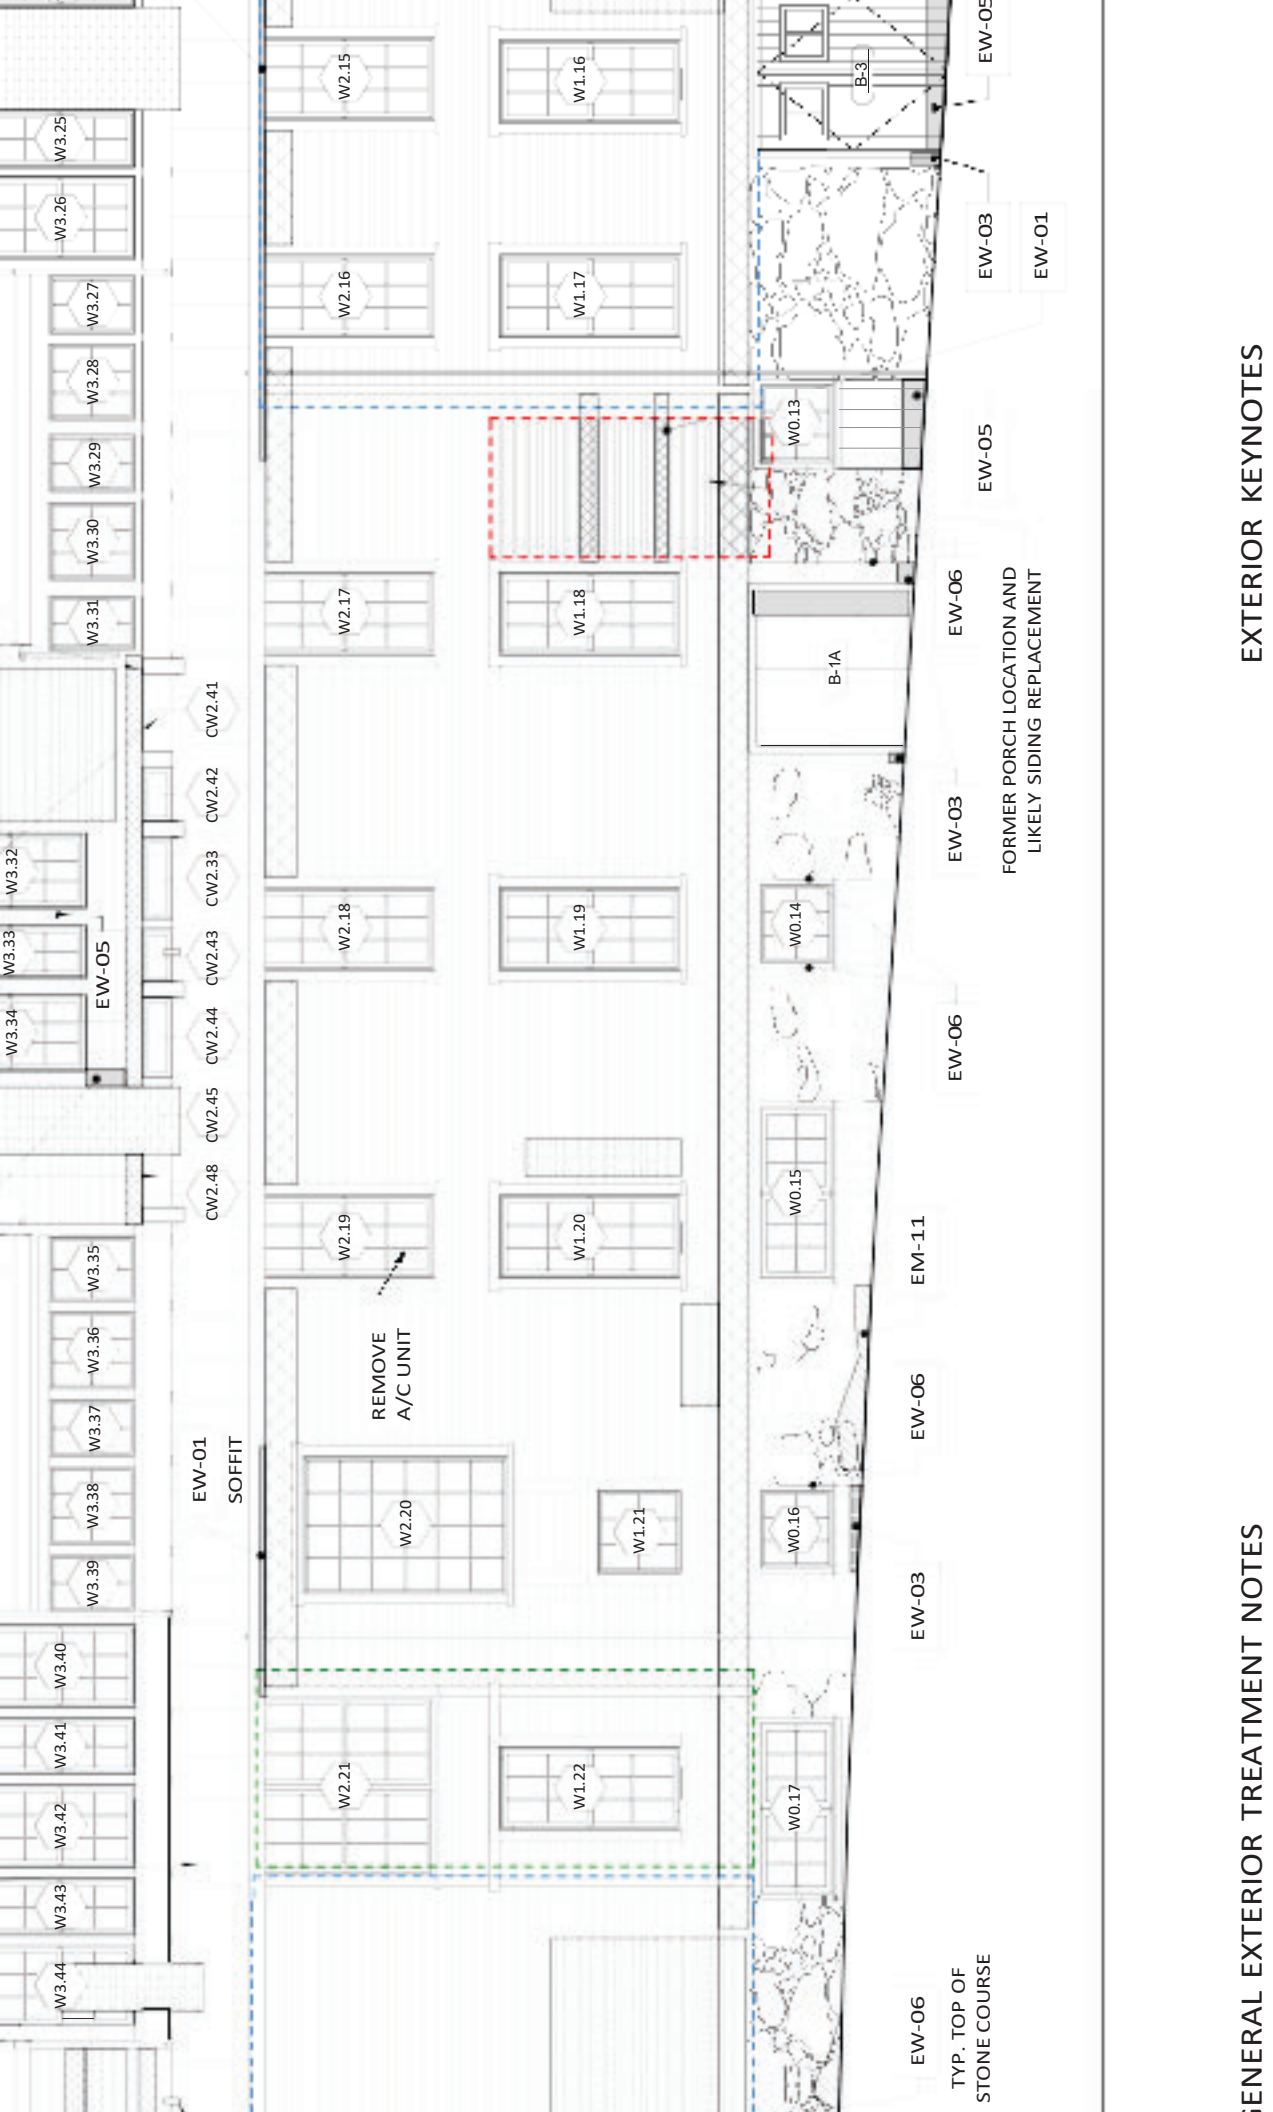 W3.34
W3.33
W3.32
W3.44
W3.43
W3.42
W3.41
W3.40
W3.26
W3.25
W3.39
W3.38
W3.37
W3.36
W3.35
EW-05
W3.31
W3.30
W3.29
W3.28
W3.27
EW-01
SOFFIT
CW2.48
CW2.45
CW2.44
CW2.43
CW2.33
CW2.42
CW2.41
W2.21
W2.20
REMOVE
A/C UNIT
W2.19
W2.18
W2.17
W2.16
W2.15
W1.22
W1.21
W1.20
W1.19
W1.18
W1.17
W1.16
W0.17
W0.16
W0.15
W0.14
B-1A
W0.13
B-3
EW-06
TYP. TOP OF
STONE COURSE
EW-03
EW-06
EM-11
EW-06
EW-03
EW-06
FORMER PORCH LOCATION AND
LIKELY SIDING REPLACEMENT
EW-05
EW-03
EW-01
EW-05
GENERAL EXTERIOR TREATMENT NOTES
EXTERIOR KEYNOTES